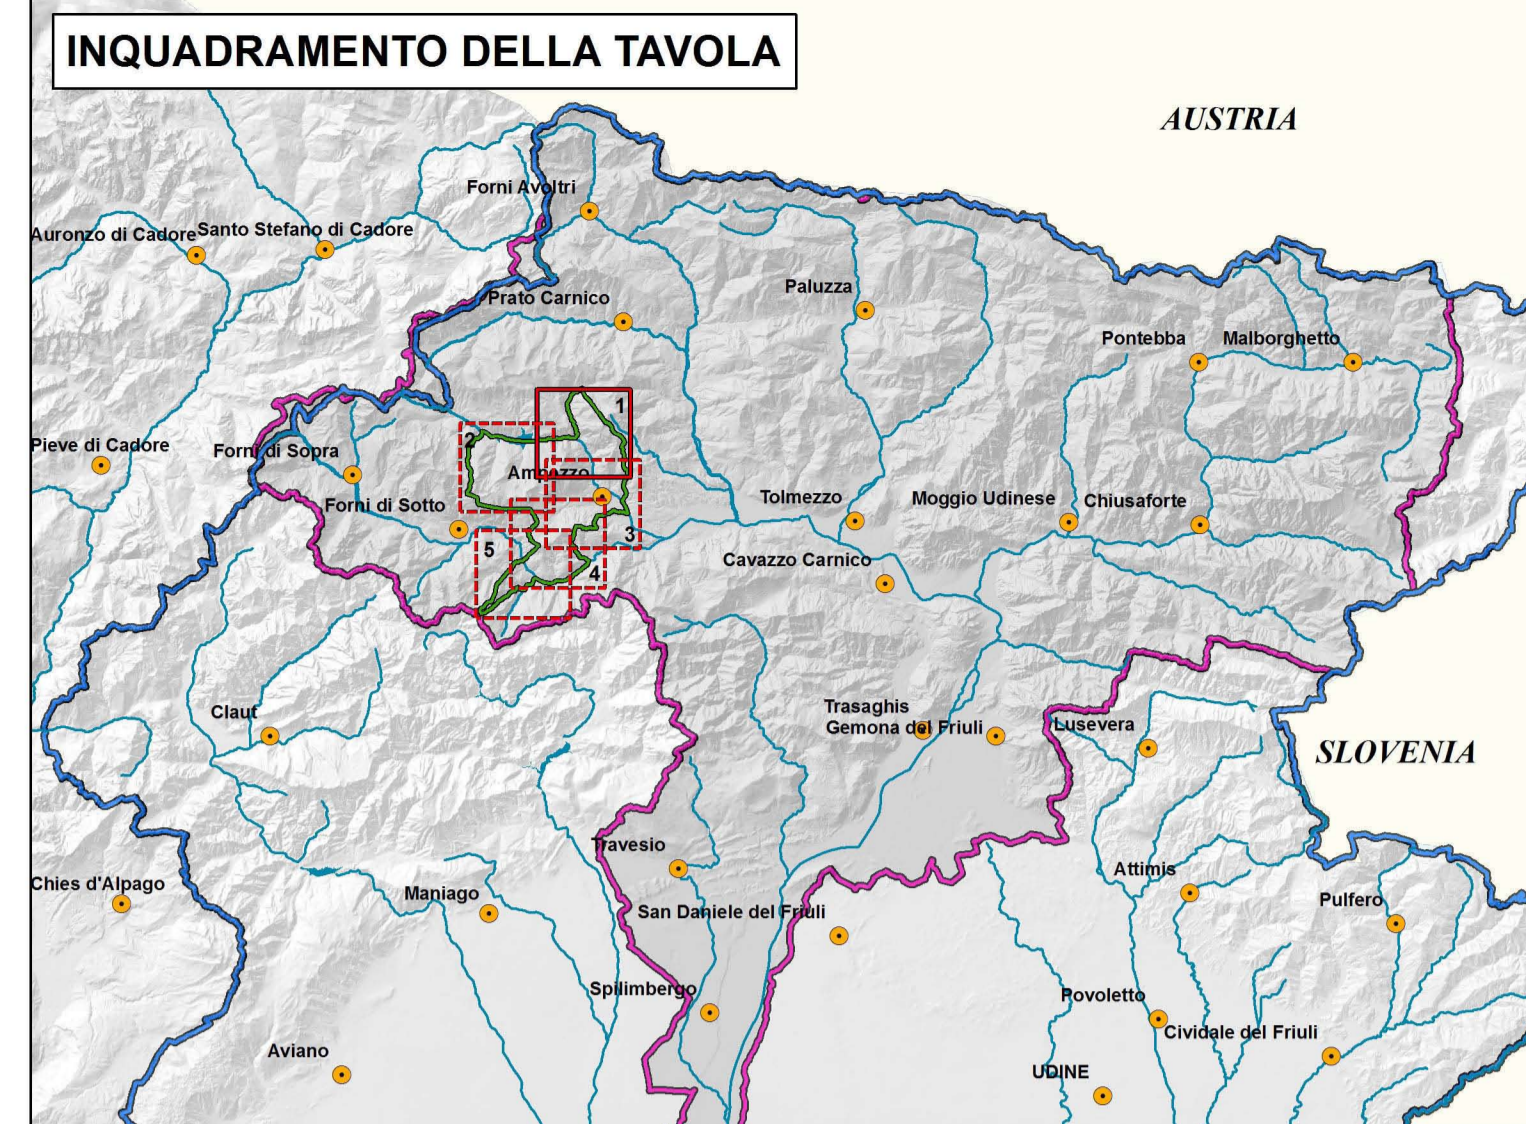 INQUADRAMENTO DELLA TAVOLA
AUSTRIA
Forni Avoltri
Auronzo di Cadore
Santo Stefano di Cadore
Paluzza
Prato Carnico
Pontebba
Malborghetto
1
2
Pieve di Cadore
Forni di Sopra
Ampezzo
Tolmezzo
Moggio Udinese
Chiusaforte
Forni di Sotto
3
5
4
Cavazzo Carnico
Claut
Trasaghis
Gemona del Friuli
Lusevera
SLOVENIA
Travesio
Attimis
Chies d'Alpago
Maniago
Pulfero
San Daniele del Friuli
Spilimbergo
Povoletto
Cividale del Friuli
Aviano
UDINE